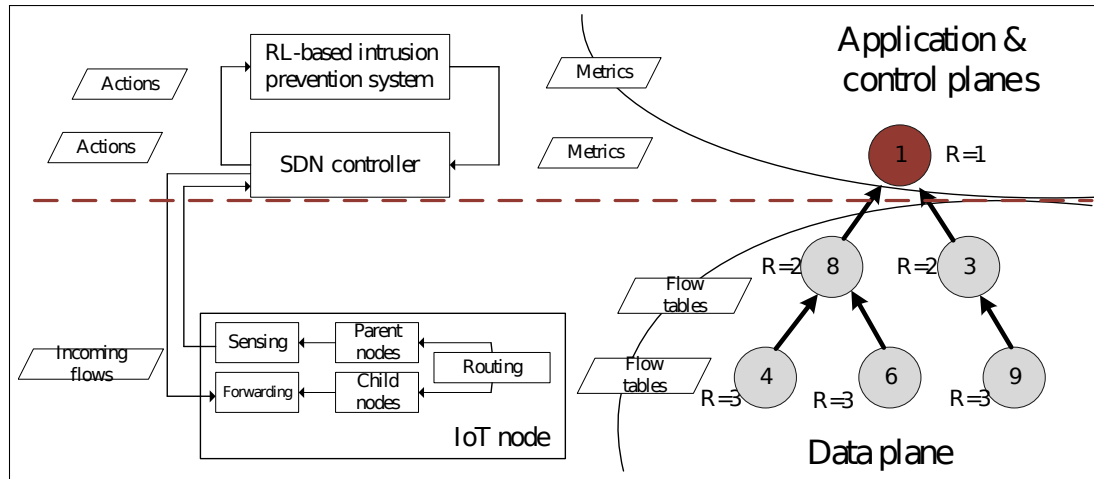 RL-based intrusion
prevention system
Actions
Metrics
Application &
control planes
Actions
SDN controller
Metrics
1
R=1
R=2
8
R=2
3
Flow
tables
Sensing
Parent
nodes
Routing
Incoming
flows
Forwarding
Child
nodes
IoT node
Flow
tables
4
R=3
6
R=3
9
R=3
Data plane